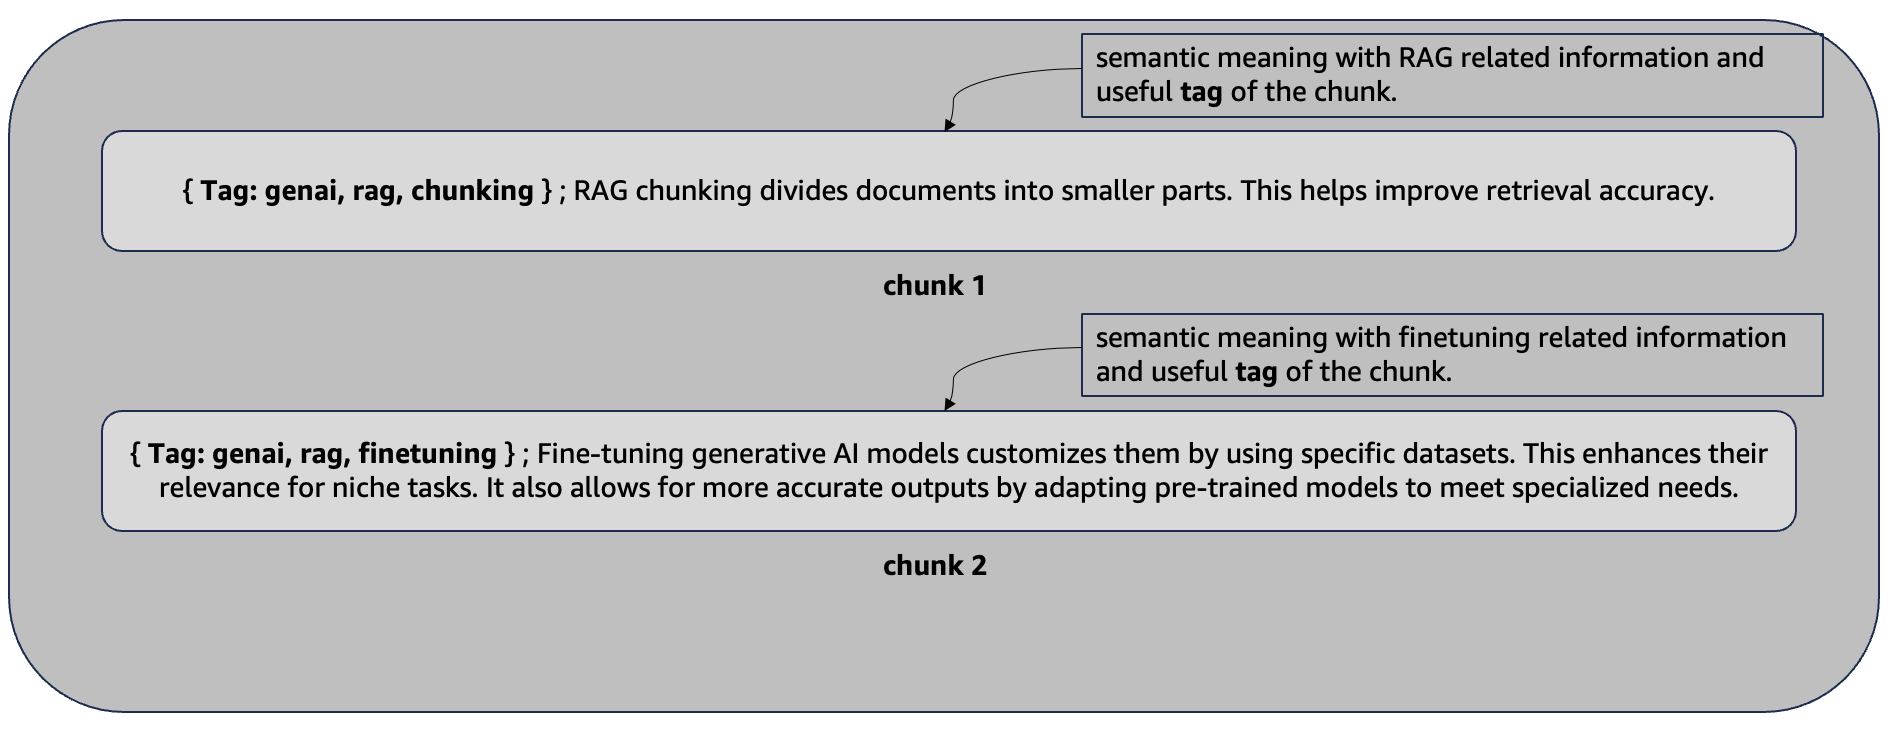 semantic meaning with RAG related information and
useful tag of the chunk.
{ Tag: genai, rag, chunking } ; RAG chunking divides documents into smaller parts. This helps improve retrieval accuracy.
chunk 1
semantic meaning with finetuning related information
and useful tag of the chunk.
{ Tag: genai, rag, finetuning } ; Fine-tuning generative AI models customizes them by using specific datasets. This enhances their
relevance for niche tasks. It also allows for more accurate outputs by adapting pre-trained models to meet specialized needs.
chunk 2